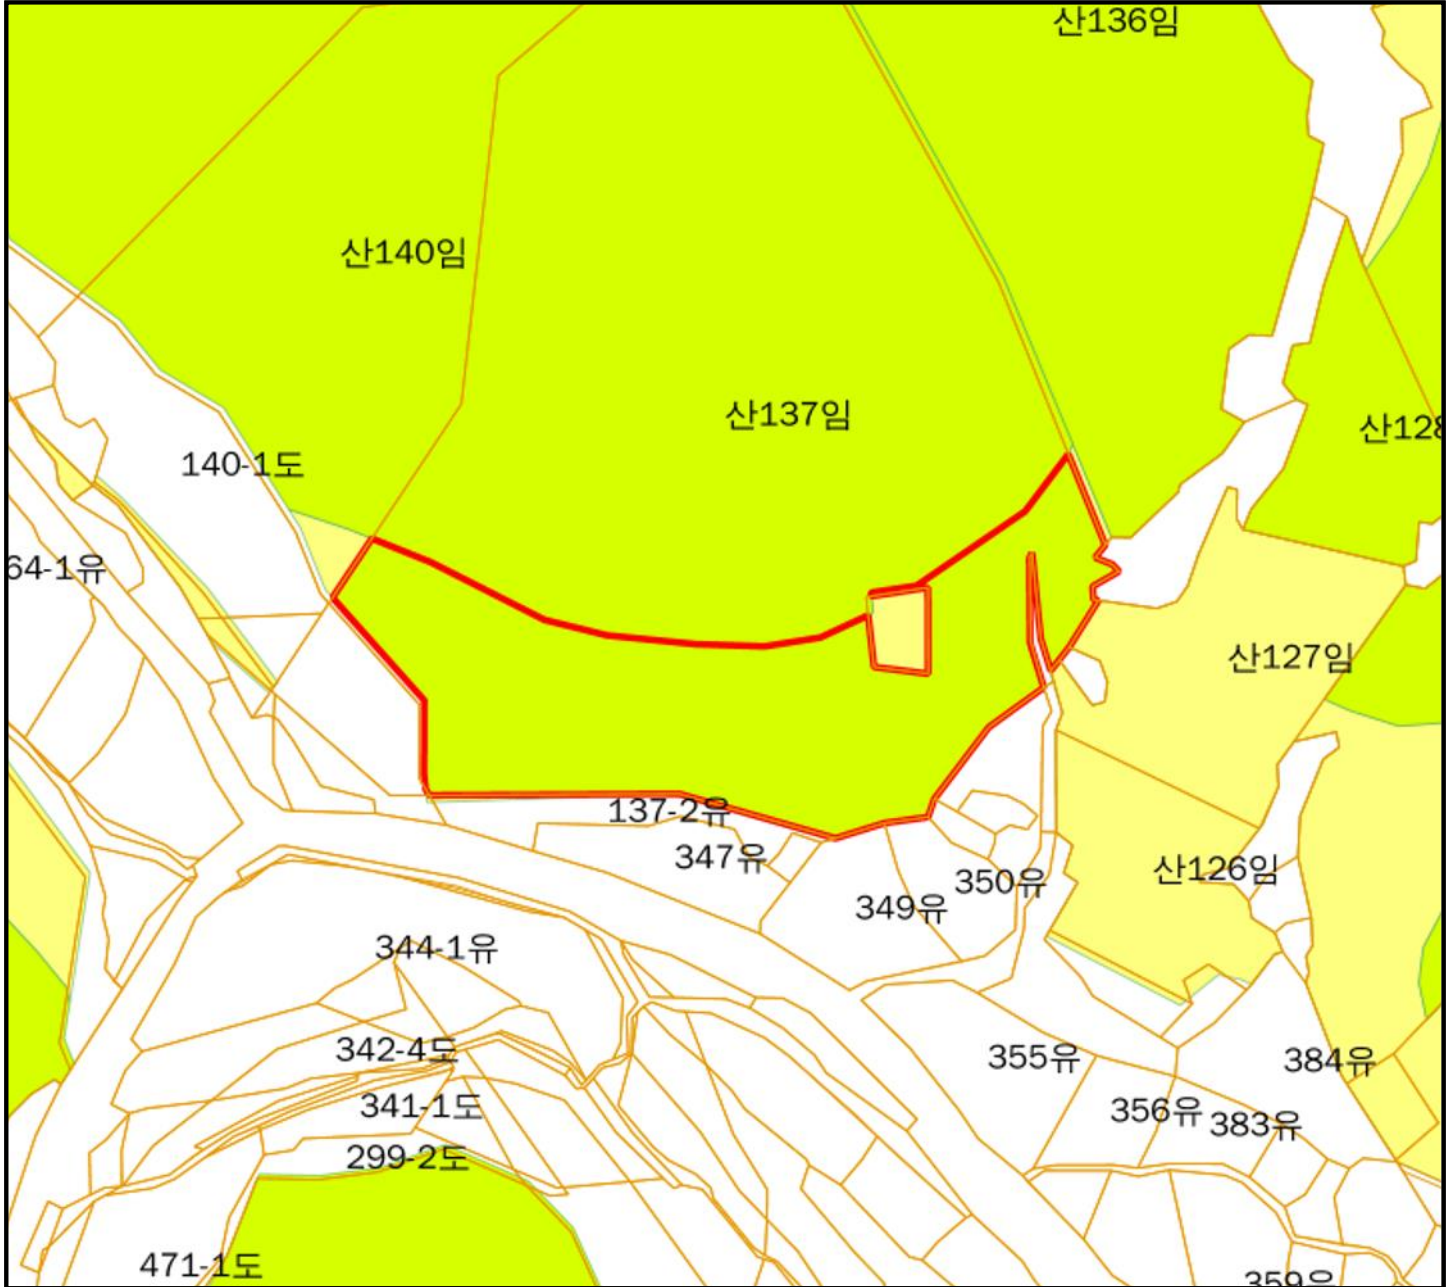 산136임
산140임
산137임
산128
140-1도
64-1유
산127임
137-2유
347유
산126임
350유
349유
344-1유
342-4도
355유
384유
341-1도
356유
383유
299-2도
471-1도
359유